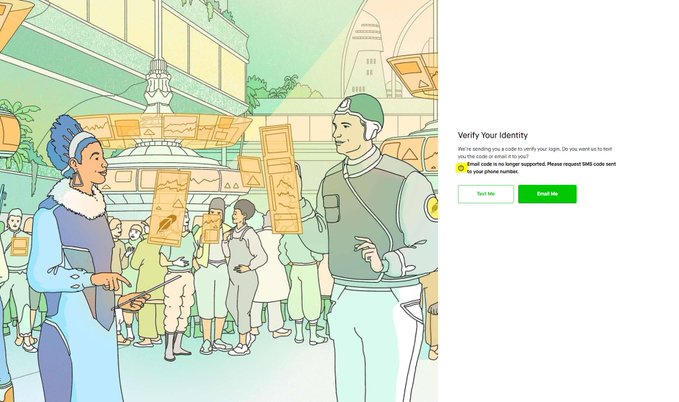 Verify Your Identity
We're sending you a code to verify your login. Do you want us to text
you the code or email it to you?
Email code is no longer supported. Please request SMS code sent
to your phone number.
Text Me
Email Me